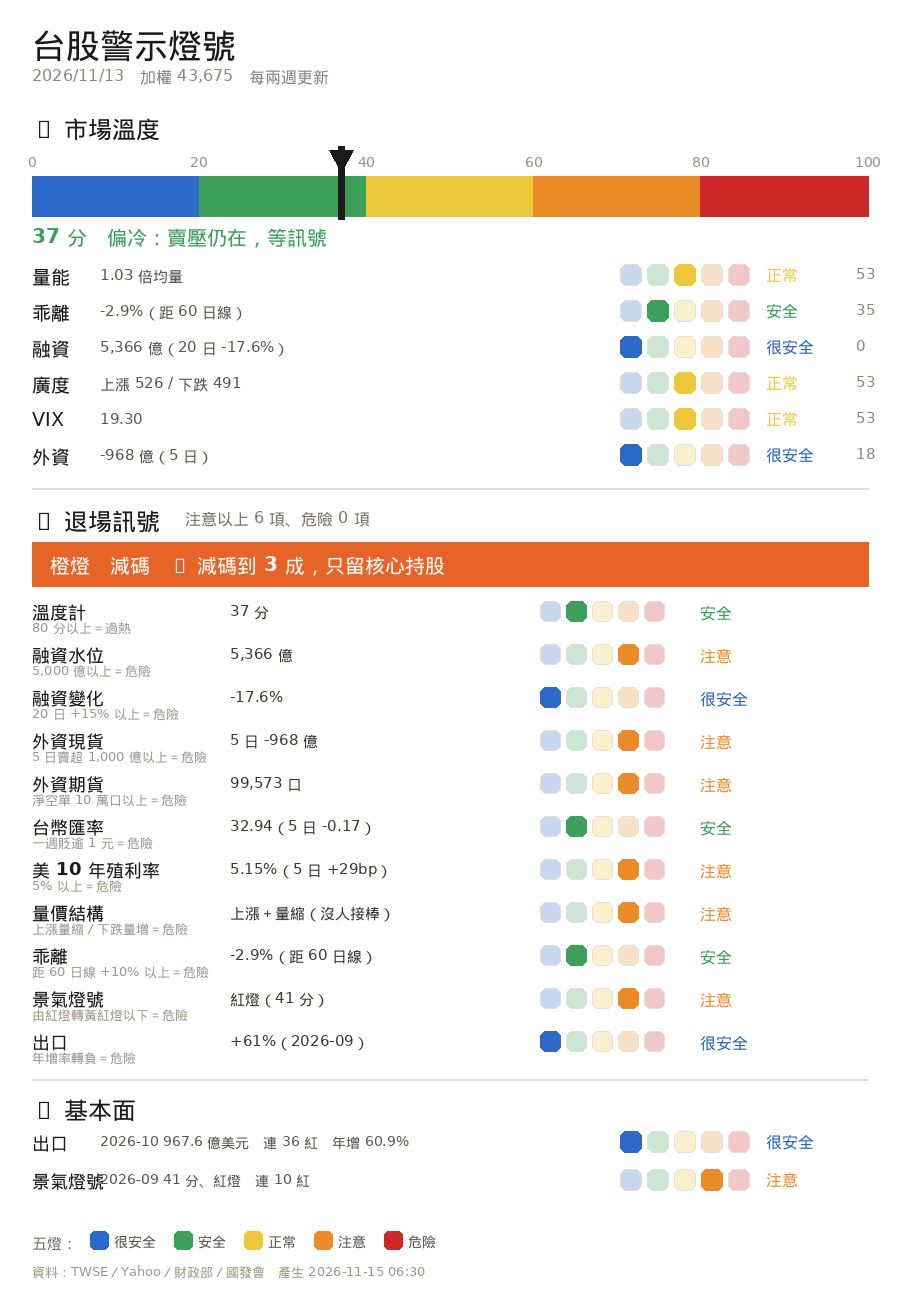 台股警示燈號
2026/11/13 加權 43,675 每兩週更新
市場溫度
0 20 40 60 80 100
37 分 偏冷：賣壓仍在，等訊號
量能 1.03 倍均量 正常 53
乖離 -2.9%（距 60 日線） 安全 35
融資 5,366 億（20 日 -17.6%） 很安全 0
廣度 上漲 526 / 下跌 491 正常 53
VIX 19.30 正常 53
外資 -968 億（5 日） 很安全 18
退場訊號 注意以上 6 項、危險 0 項
橙燈 減碼 減碼到 3 成，只留核心持股
溫度計 37 分 安全
80 分以上＝過熱
融資水位 5,366 億 注意
5,000 億以上＝危險
融資變化 -17.6% 很安全
20 日 +15% 以上＝危險
外資現貨 5 日 -968 億 注意
5 日賣超 1,000 億以上＝危險
外資期貨 99,573 口 注意
淨空單 10 萬口以上＝危險
台幣匯率 32.94（5 日 -0.17） 安全
一週貶逾 1 元＝危險
美 10 年殖利率 5.15%（5 日 +29bp） 注意
5% 以上＝危險
量價結構 上漲＋量縮（沒人接棒） 注意
上漲量縮／下跌量增＝危險
乖離 -2.9%（距 60 日線） 安全
距 60 日線 +10% 以上＝危險
景氣燈號 紅燈（41 分） 注意
由紅燈轉黃紅燈以下＝危險
出口 +61%（2026-09） 很安全
年增率轉負＝危險
基本面
出口 2026-10 967.6 億美元 連 36 紅 年增 60.9% 很安全
景氣燈號 2026-09 41 分、紅燈 連 10 紅 注意
五燈： 很安全 安全 正常 注意 危險
資料：TWSE／Yahoo／財政部／國發會 產生 2026-11-15 06:30